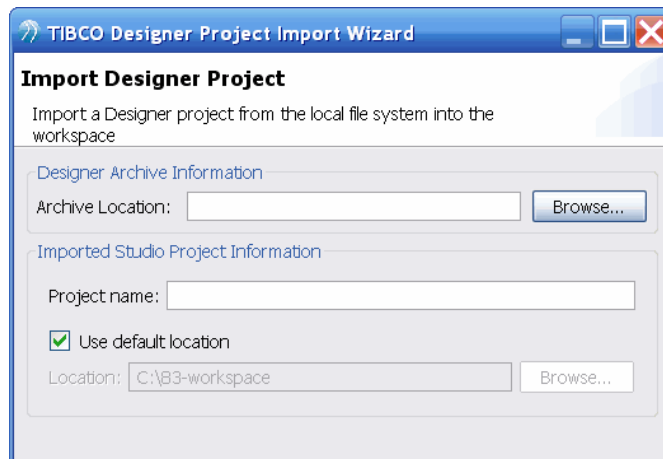 TIBCO Designer Project Import Wizard
Import Designer Project
Import a Designer project from the local file system into the
workspace
Designer Archive Information
Archive Location: Browse...
Imported Studio Project Information
Project name:
Use default location
Location: C:\B3-workspace Browse...